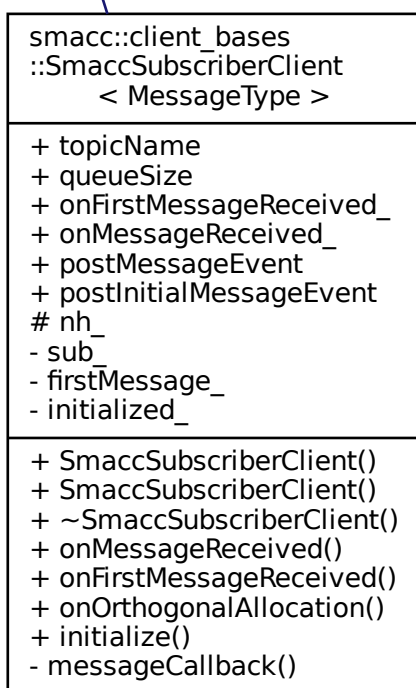 smacc::client_bases
::SmaccSubscriberClient
< MessageType >
+ topicName
+ queueSize
+ onFirstMessageReceived_
+ onMessageReceived_
+ postMessageEvent
+ postInitialMessageEvent
# nh_
- sub_
- firstMessage_
- initialized_
+ SmaccSubscriberClient()
+ SmaccSubscriberClient()
+ ~SmaccSubscriberClient()
+ onMessageReceived()
+ onFirstMessageReceived()
+ onOrthogonalAllocation()
+ initialize()
- messageCallback()